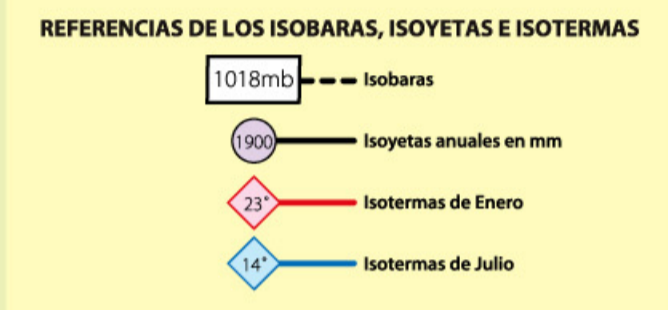 REFERENCIAS DE LOS ISOBARAS, ISOYETAS E ISOTERMAS
1018mb Isobaras
1900 Isoyetas anuales en mm
23° Isotermas de Enero
14° Isotermas de Julio